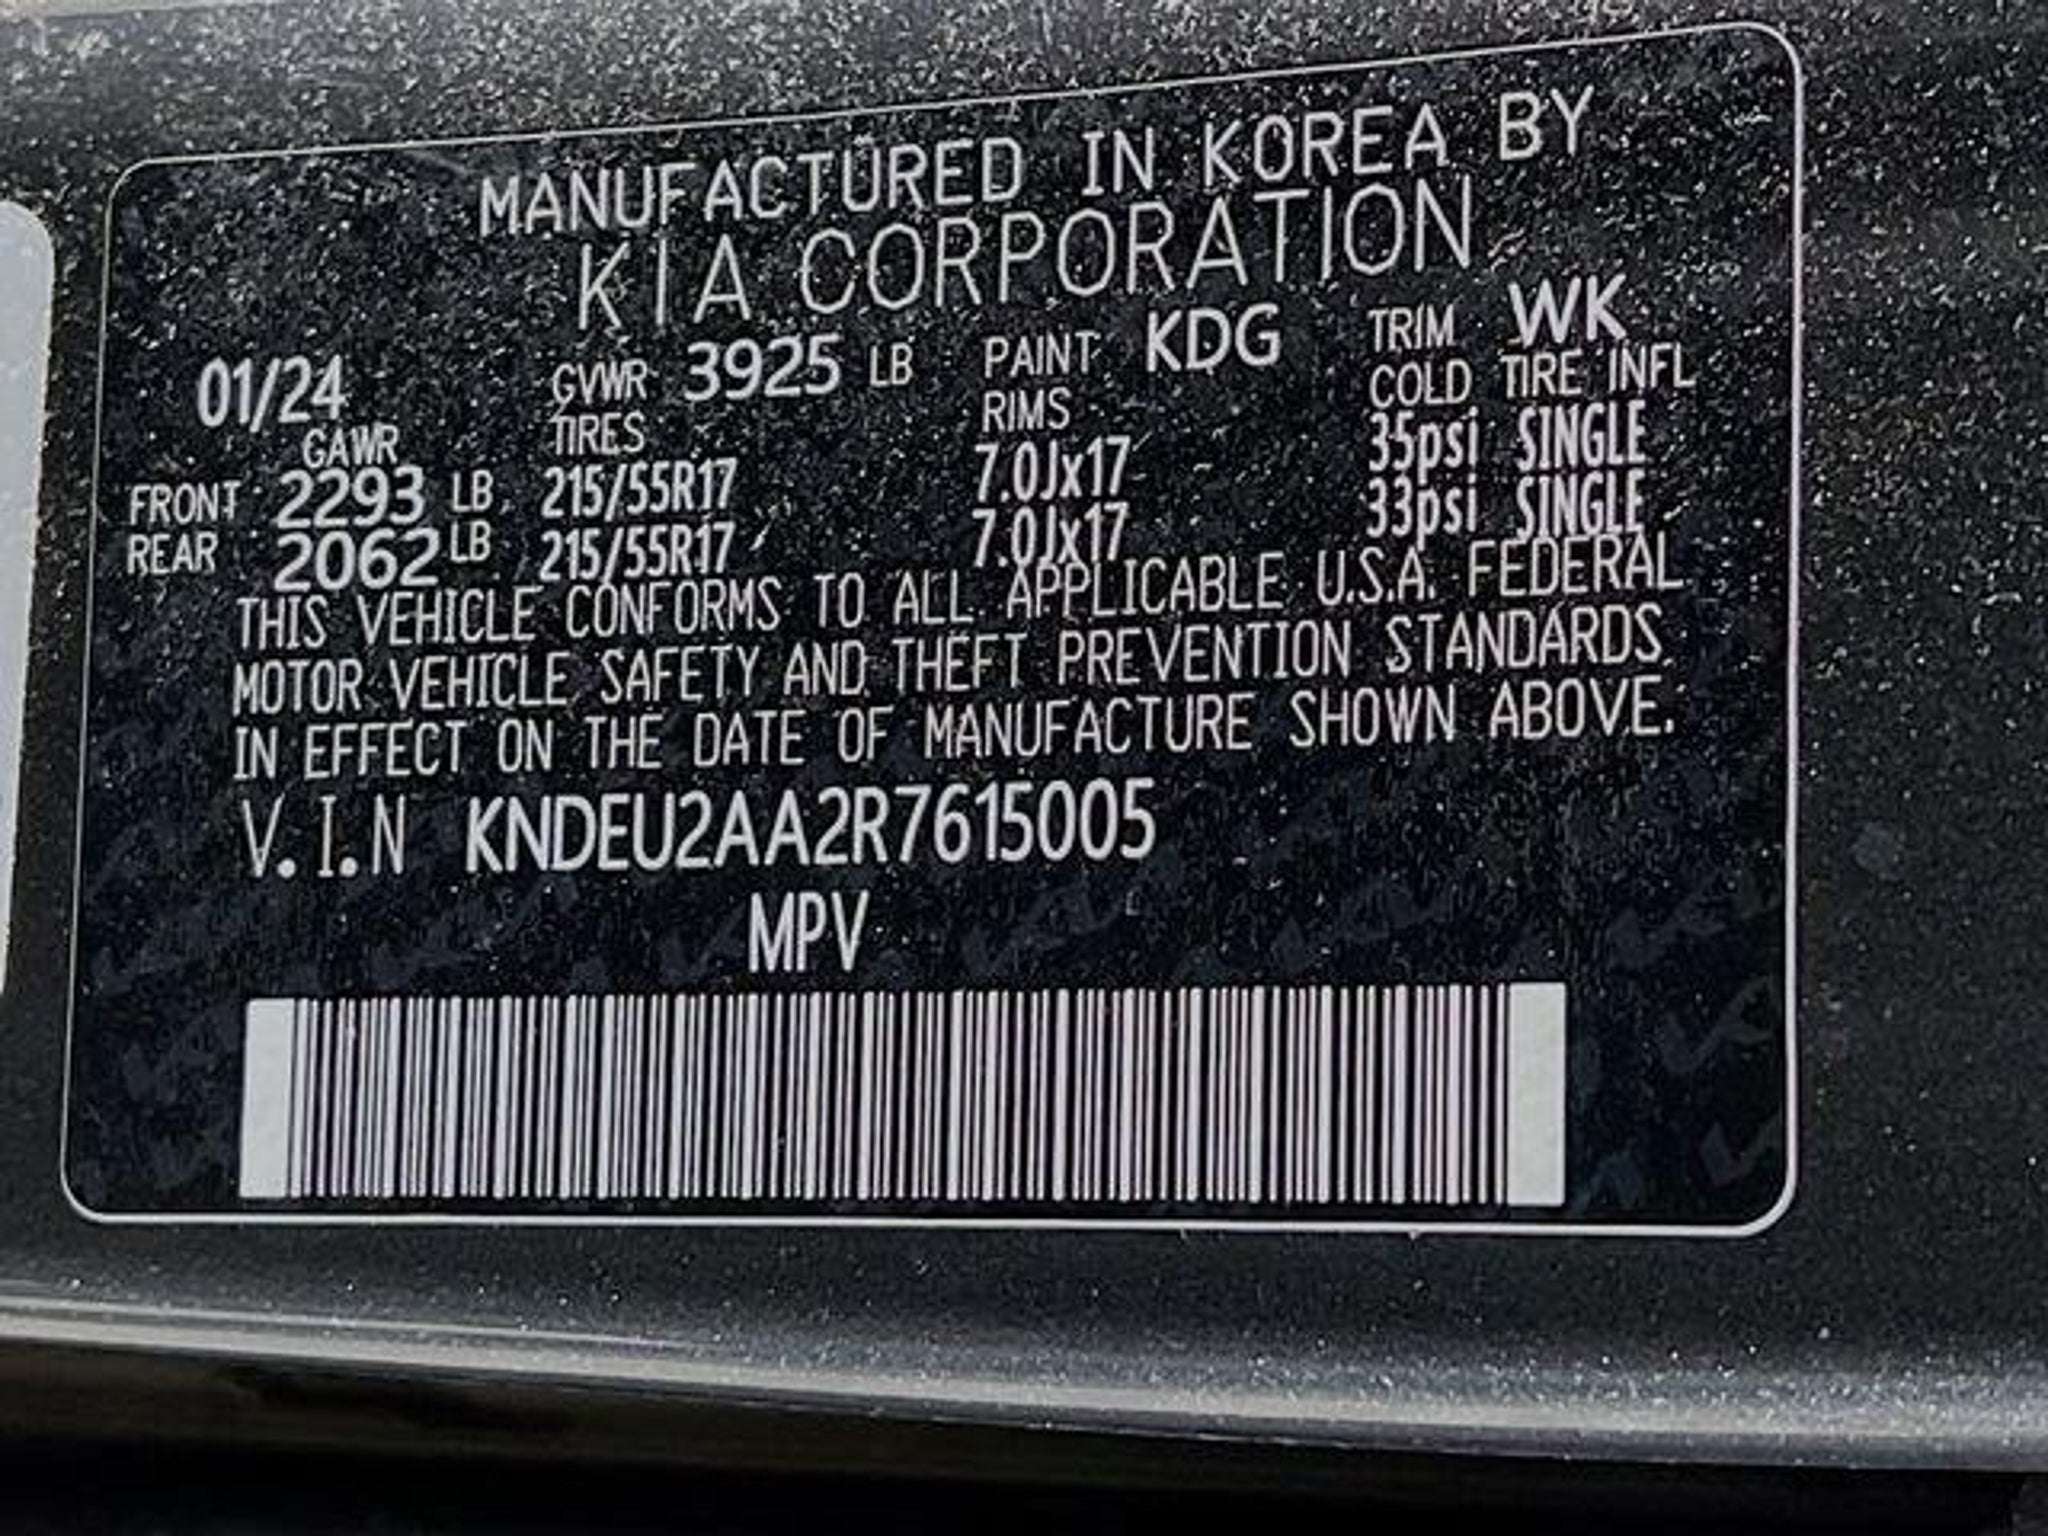 MANUFACTURED IN KOREA BY
KIA CORPORATION
01/24 GVWR 3925 LB PAINT KDG TRIM WK
GAWR TIRES RIMS COLD TIRE INFL
FRONT 2293 LB 215/55R17 7.0Jx17 35psi SINGLE
REAR 2062 LB 215/55R17 7.0Jx17 33psi SINGLE
THIS VEHICLE CONFORMS TO ALL APPLICABLE U.S.A. FEDERAL
MOTOR VEHICLE SAFETY AND THEFT PREVENTION STANDARDS
IN EFFECT ON THE DATE OF MANUFACTURE SHOWN ABOVE.
V.I.N KNDEU2AA2R7615005
MPV